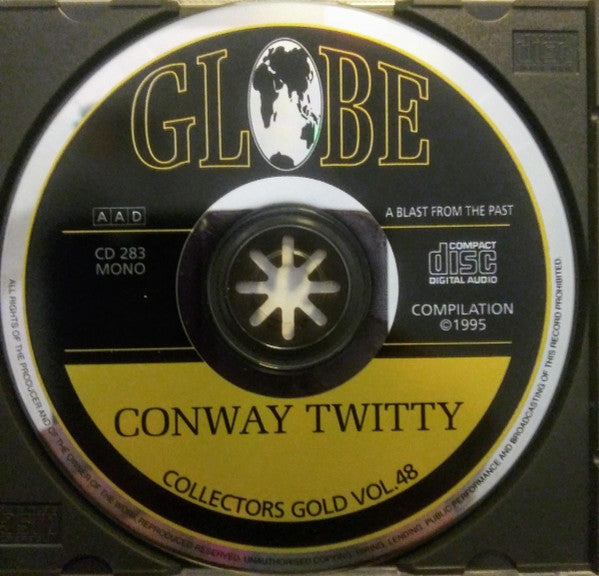 GLOBE
AAD
A BLAST FROM THE PAST
CD 283
MONO
COMPACT
disc
DIGITAL AUDIO
COMPILATION
©1995
CONWAY TWITTY
COLLECTORS GOLD VOL.48
ALL RIGHTS OF THE PRODUCER AND OF THE OWNER OF THE WORK REPRODUCED RESERVED. UNAUTHORISED COPYING, HIRING, LENDING, PUBLIC PERFORMANCE AND BROADCASTING OF THIS RECORD PROHIBITED.